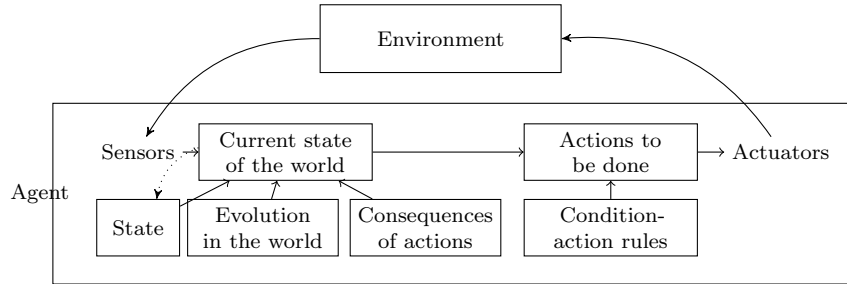 Environment
Sensors
Current state
of the world
Actions to
be done
Actuators
Agent
State
Evolution
in the world
Consequences
of actions
Condition-
action rules